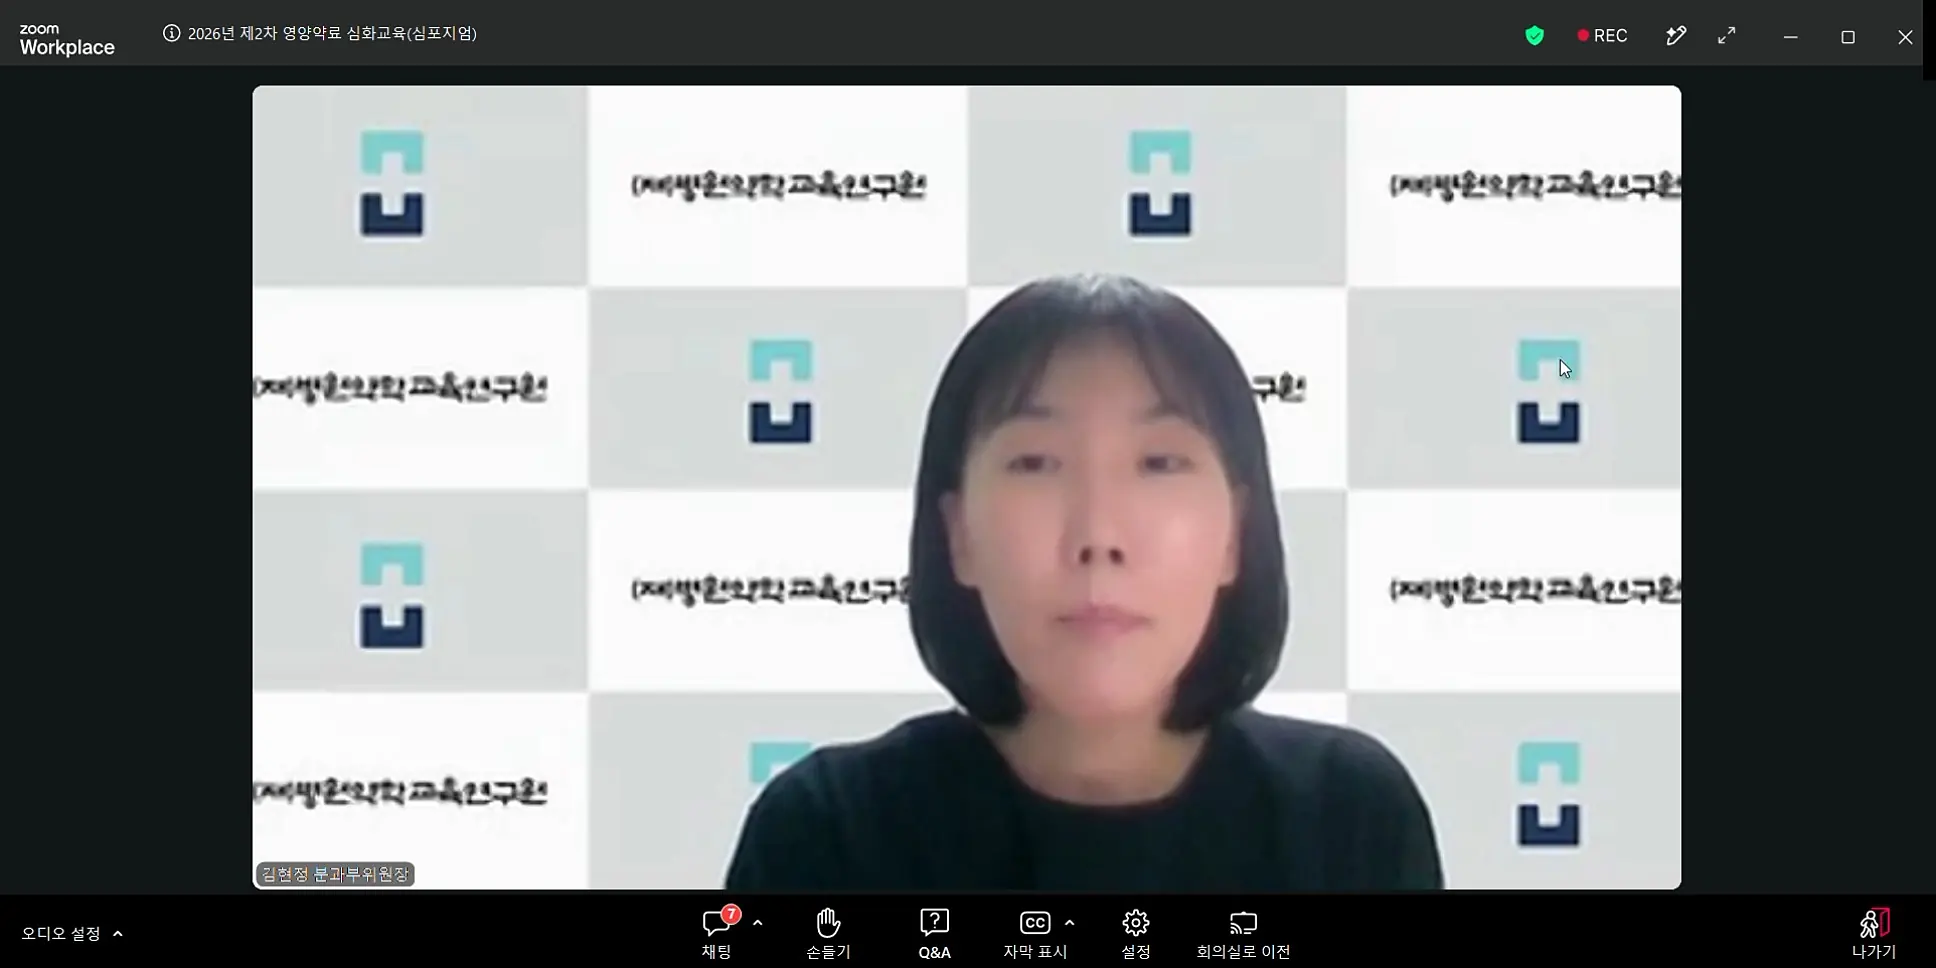 zoom
Workplace
2026년 제2차 영양약료 심화교육(심포지엄)
REC
(재)병원약학교육연구원
(재)병원약학교육연구원
(재)병원약학교육연구원
구원
(재)병원약학교육연구
(재)병원약학교육연구원
(재)병원약학교육연구원
김현정 분과부위원장
오디오 설정
7
채팅
손들기
Q&A
CC
자막 표시
설정
회의실로 이전
나가기